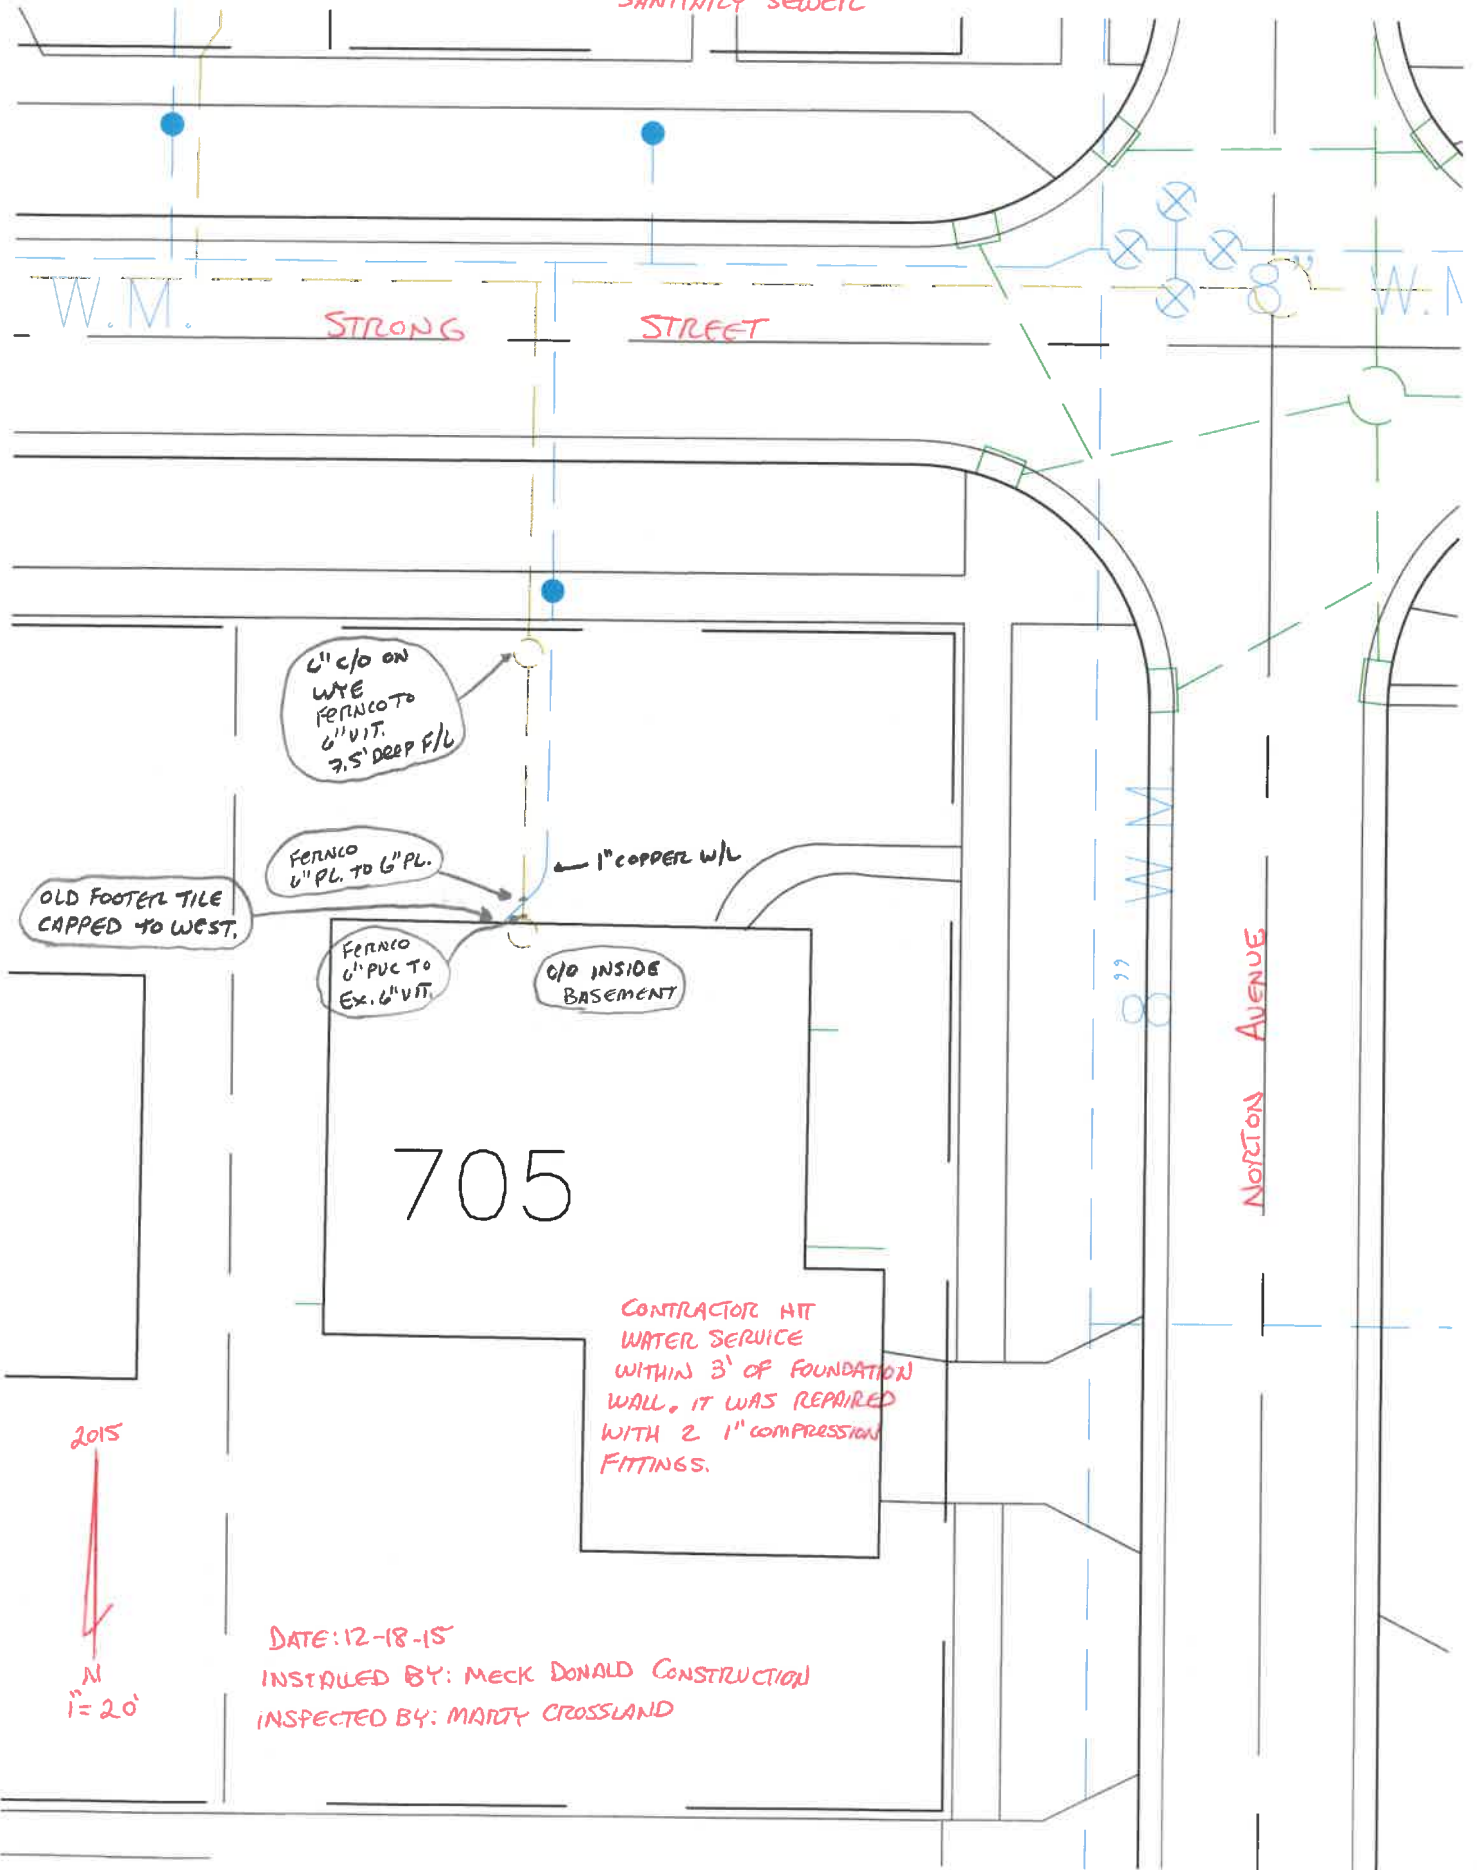 SANITARY SEWER
8"
W.M.
W.M
STRONG STREET
6" C/O ON
WYE
FERNCO TO
6" VIT.
7.5' DEEP F/L
FERNCO
6" PL. TO 6" PL.
1" COPPER W/L
OLD FOOTER TILE
CAPPED TO WEST.
FERNCO
6" PVC TO
EX. 6" VIT.
C/O INSIDE
BASEMENT
8" W M
NORTON AVENUE
705
CONTRACTOR HIT
WATER SERVICE
WITHIN 3' OF FOUNDATION
WALL. IT WAS REPAIRED
WITH 2 1" COMPRESSION
FITTINGS.
2015
N
1"=20'
DATE: 12-18-15
INSTALLED BY: MECK DONALD CONSTRUCTION
INSPECTED BY: MARTY CROSSLAND